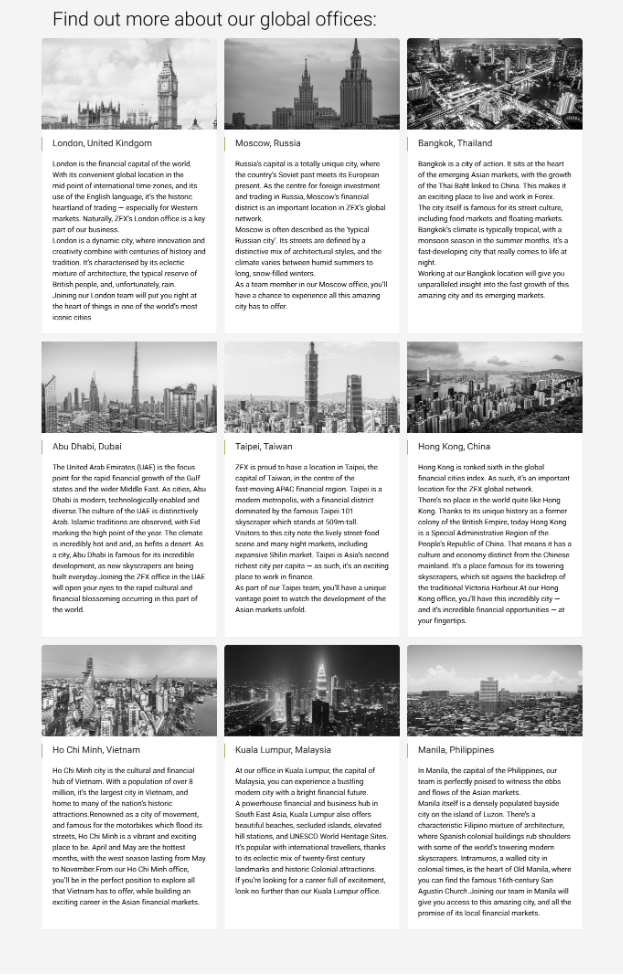 Find out more about our global offices:
London, United Kindgom
London is the financial capital of the world.
With its convenient global location in the
mid-point of international time-zones, and its
use of the English language, it's the historic
heartland of trading — especially for Western
markets. Naturally, ZFX's London office is a key
part of our business.
London is a dynamic city, where innovation and
creativity combine with centuries of history and
tradition. It's characterised by its eclectic
mixture of architecture, the typical reserve of
British people, and, unfortunately, rain.
Joining our London team will put you right at
the heart of things in one of the world's most
iconic cities
Moscow, Russia
Russia's capital is a totally unique city, where
the country's Soviet past meets its European
present. As the centre for foreign investment
and trading in Russia, Moscow's financial
district is an important location in ZFX's global
network.
Moscow is often described as the 'typical
Russian city'. Its streets are defined by a
distinctive mix of architectural styles, and the
climate varies between humid summers to
long, snow-filled winters.
As a team member in our Moscow office, you'll
have a chance to experience all this amazing
city has to offer.
Bangkok, Thailand
Bangkok is a city of action. It sits at the heart
of the emerging Asian markets, with the growth
of the Thai Baht linked to China. This makes it
an exciting place to live and work in Forex.
The city itself is famous for its street culture,
including food markets and floating markets.
Bangkok's climate is typically tropical, with a
monsoon season in the summer months. It's a
fast-developing city that really comes to life at
night.
Working at our Bangkok location will give you
unparalleled insight into the fast growth of this
amazing city and its emerging markets.
Abu Dhabi, Dubai
The United Arab Emirates (UAE) is the focus
point for the rapid financial growth of the Gulf
states and the wider Middle East. As cities, Abu
Dhabi is modern, technologically-enabled and
diverse.The culture of the UAE is distinctively
Arab. Islamic traditions are observed, with Eid
marking the high point of the year. The climate
is incredibly hot and arid, as befits a desert. As
a city, Abu Dhabi is famous for its incredible
development, as new skyscrapers are being
built everyday.Joining the ZFX office in the UAE
will open your eyes to the rapid cultural and
financial blossoming occurring in this part of
the world.
Taipei, Taiwan
ZFX is proud to have a location in Taipei, the
capital of Taiwan, in the centre of the
fast-moving APAC financial region. Taipei is a
modern metropolis, with a financial district
dominated by the famous Taipei 101
skyscraper which stands at 509m-tall.
Visitors to this city note the lively street-food
scene and many night markets, including
expansive Shilin market. Taipei is Asia's second
richest city per capita — as such, it's an exciting
place to work in finance.
As part of our Taipei team, you'll have a unique
vantage point to watch the development of the
Asian markets unfold.
Hong Kong, China
Hong Kong is ranked sixth in the global
financial cities index. As such, it's an important
location for the ZFX global network.
There's no place in the world quite like Hong
Kong. Thanks to its unique history as a former
colony of the British Empire, today Hong Kong
is a Special Administrative Region of the
People's Republic of China. That means it has a
culture and economy distinct from the Chinese
mainland. It's a place famous for its towering
skyscrapers, which sit agains the backdrop of
the traditional Victoria Harbour.At our Hong
Kong office, you'll have this incredibly city —
and it's incredible financial opportunities — at
your fingertips.
Ho Chi Minh, Vietnam
Ho Chi Minh city is the cultural and financial
hub of Vietnam. With a population of over 8
million, it's the largest city in Vietnam, and
home to many of the nation's historic
attractions.Renowned as a city of movement,
and famous for the motorbikes which flood its
streets, Ho Chi Minh is a vibrant and exciting
place to be. April and May are the hottest
months, with the west season lasting from May
to November.From our Ho Chi Minh office,
you'll be in the perfect position to explore all
that Vietnam has to offer, while building an
exciting career in the Asian financial markets.
Kuala Lumpur, Malaysia
At our office in Kuala Lumpur, the capital of
Malaysia, you can experience a bustling
modern city with a bright financial future.
A powerhouse financial and business hub in
South East Asia, Kuala Lumpur also offers
beautiful beaches, secluded islands, elevated
hill stations, and UNESCO World Heritage Sites.
It's popular with international travellers, thanks
to its eclectic mix of twenty-first century
landmarks and historic Colonial attractions.
If you're looking for a career full of excitement,
look no further than our Kuala Lumpur office.
Manila, Philippines
In Manila, the capital of the Philippines, our
team is perfectly poised to witness the ebbs
and flows of the Asian markets.
Manila itself is a densely populated bayside
city on the island of Luzon. There's a
characteristic Filipino mixture of architecture,
where Spanish-colonial buildings rub shoulders
with some of the world's towering modern
skyscrapers. Intramuros, a walled city in
colonial times, is the heart of Old Manila, where
you can find the famous 16th-century San
Agustin Church.Joining our team in Manila will
give you access to this amazing city, and all the
promise of its local financial markets.